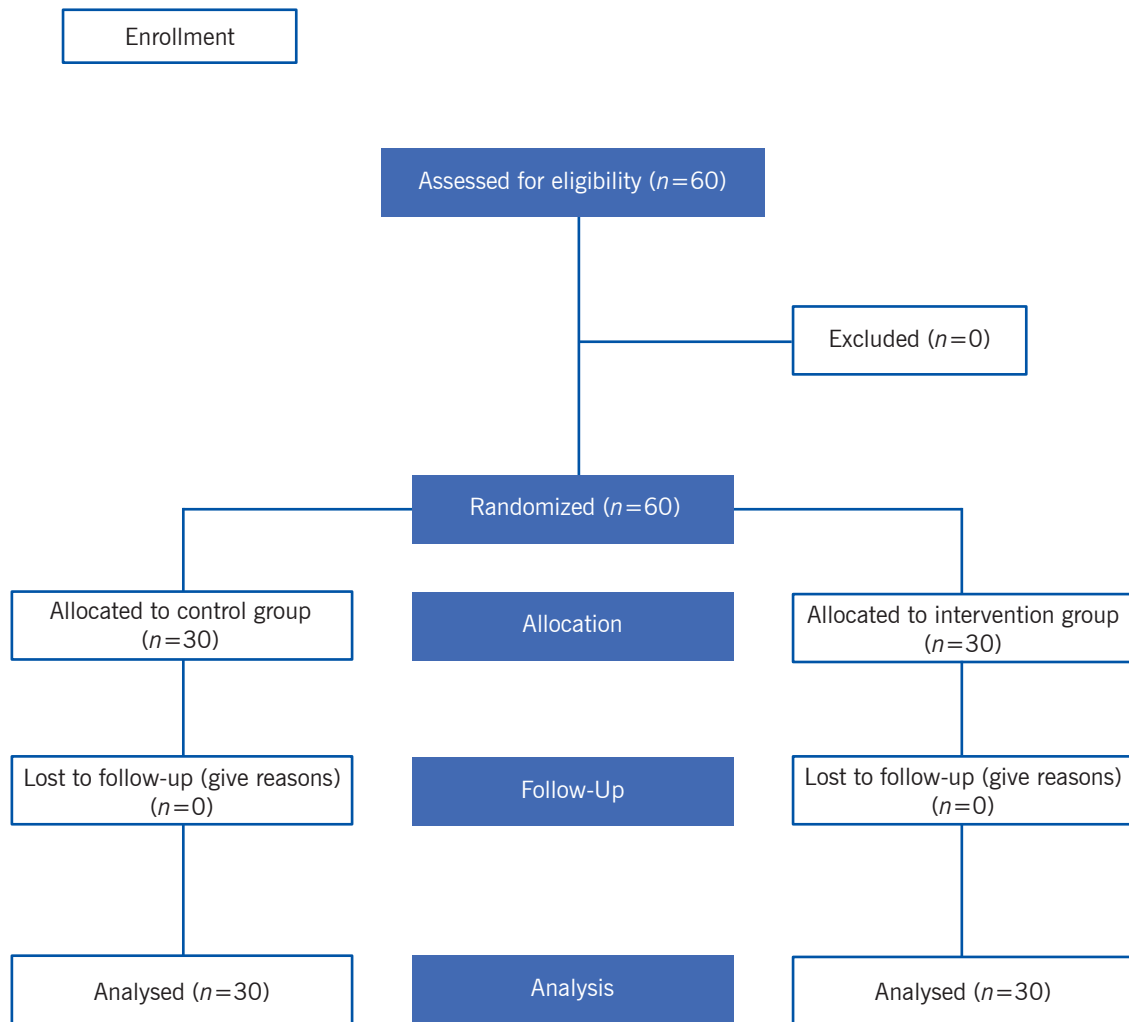 Enrollment
Assessed for eligibility (n=60)
Excluded (n=0)
Randomized (n=60)
Allocated to control group
(n=30)
Allocation
Allocated to intervention group
(n=30)
Lost to follow-up (give reasons)
(n=0)
Follow-Up
Lost to follow-up (give reasons)
(n=0)
Analysed (n=30)
Analysis
Analysed (n=30)